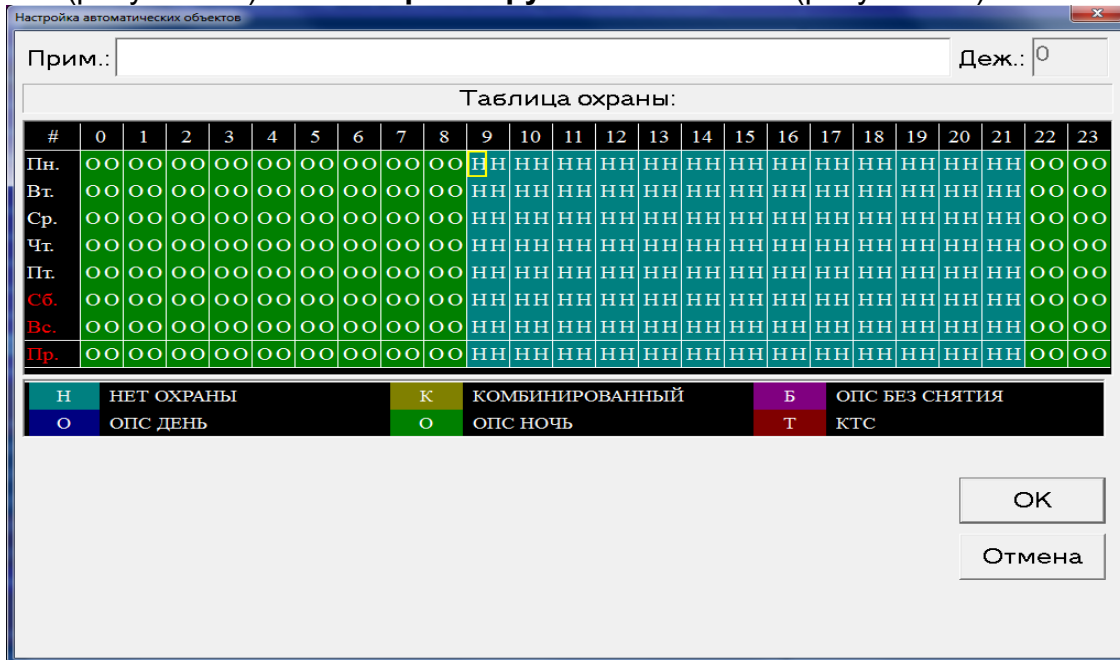 Настройка автоматических объектов
Прим.: Деж.: 0
Таблица охраны:
# 0 1 2 3 4 5 6 7 8 9 10 11 12 13 14 15 16 17 18 19 20 21 22 23
Пн. ОО ОО ОО ОО ОО ОО ОО ОО ОО НН НН НН НН НН НН НН НН НН НН НН НН НН ОО ОО
Вт. ОО ОО ОО ОО ОО ОО ОО ОО ОО НН НН НН НН НН НН НН НН НН НН НН НН НН ОО ОО
Ср. ОО ОО ОО ОО ОО ОО ОО ОО ОО НН НН НН НН НН НН НН НН НН НН НН НН НН ОО ОО
Чт. ОО ОО ОО ОО ОО ОО ОО ОО ОО НН НН НН НН НН НН НН НН НН НН НН НН НН ОО ОО
Пт. ОО ОО ОО ОО ОО ОО ОО ОО ОО НН НН НН НН НН НН НН НН НН НН НН НН НН ОО ОО
Сб. ОО ОО ОО ОО ОО ОО ОО ОО ОО НН НН НН НН НН НН НН НН НН НН НН НН НН ОО ОО
Вс. ОО ОО ОО ОО ОО ОО ОО ОО ОО НН НН НН НН НН НН НН НН НН НН НН НН НН ОО ОО
Пр. ОО ОО ОО ОО ОО ОО ОО ОО ОО НН НН НН НН НН НН НН НН НН НН НН НН НН ОО ОО
Н НЕТ ОХРАНЫ К КОМБИНИРОВАННЫЙ Б ОПС БЕЗ СНЯТИЯ
О ОПС ДЕНЬ О ОПС НОЧЬ Т КТС
OK
Отмена